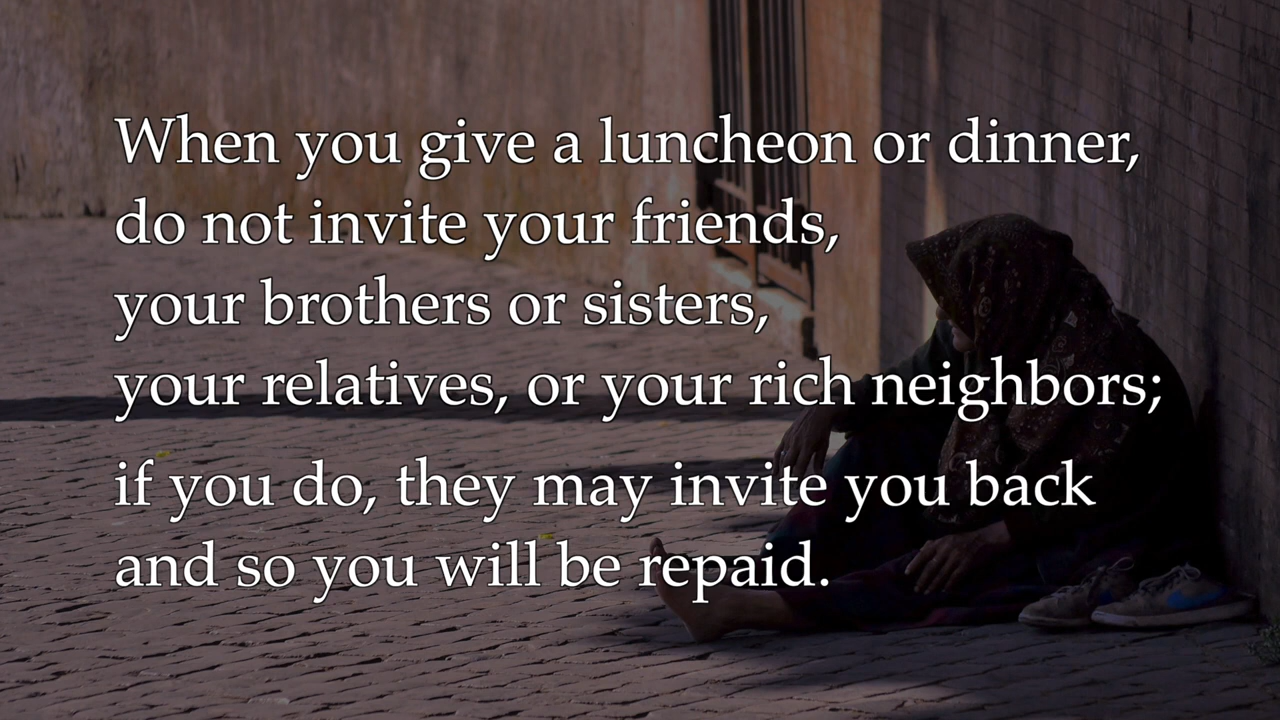 When you give a luncheon or dinner,
do not invite your friends,
your brothers or sisters,
your relatives, or your rich neighbors;
if you do, they may invite you back
and so you will be repaid.